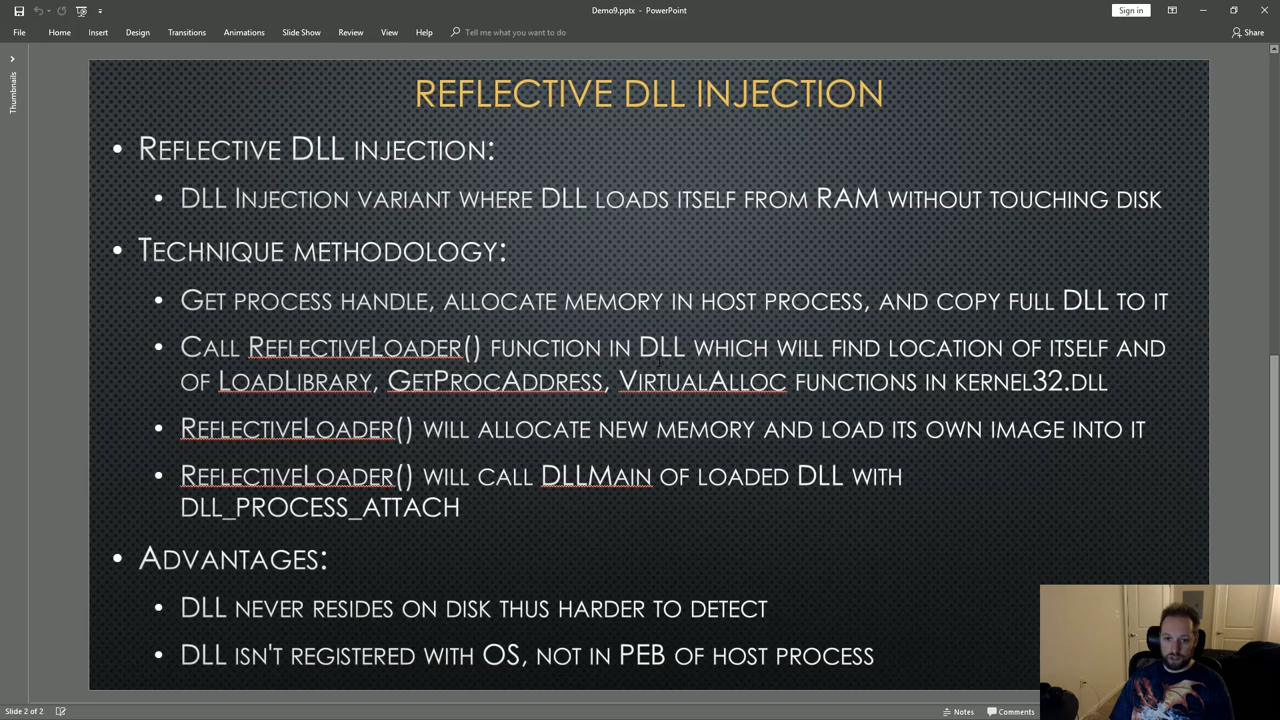 Demo9.pptx - PowerPoint
Sign in
File Home Insert Design Transitions Animations Slide Show Review View Help Tell me what you want to do Share
Thumbnails
REFLECTIVE DLL INJECTION
• REFLECTIVE DLL INJECTION:
• DLL INJECTION VARIANT WHERE DLL LOADS ITSELF FROM RAM WITHOUT TOUCHING DISK
• TECHNIQUE METHODOLOGY:
• GET PROCESS HANDLE, ALLOCATE MEMORY IN HOST PROCESS, AND COPY FULL DLL TO IT
• CALL REFLECTIVELOADER() FUNCTION IN DLL WHICH WILL FIND LOCATION OF ITSELF AND
OF LOADLIBRARY, GETPROCADDRESS, VIRTUALALLOC FUNCTIONS IN KERNEL32.DLL
• REFLECTIVELOADER() WILL ALLOCATE NEW MEMORY AND LOAD ITS OWN IMAGE INTO IT
• REFLECTIVELOADER() WILL CALL DLLMAIN OF LOADED DLL WITH
DLL_PROCESS_ATTACH
• ADVANTAGES:
• DLL NEVER RESIDES ON DISK THUS HARDER TO DETECT
• DLL ISN'T REGISTERED WITH OS, NOT IN PEB OF HOST PROCESS
Slide 2 of 2 Notes Comments